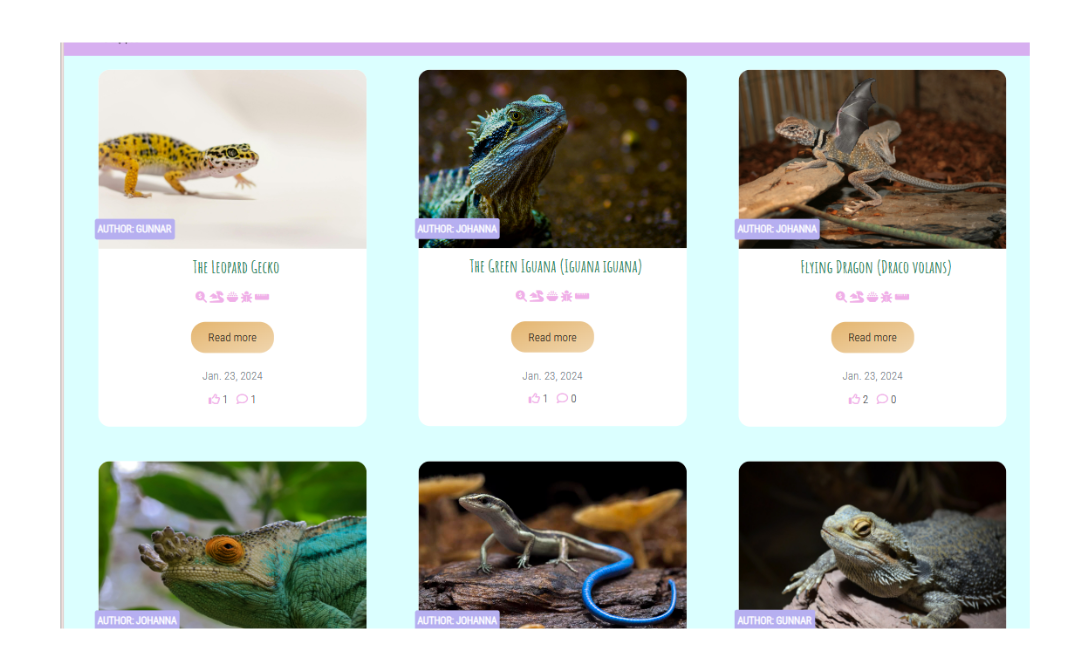 AUTHOR: GUNNAR
AUTHOR: JOHANNA
AUTHOR: JOHANNA
The Leopard Gecko
The Green Iguana (Iguana iguana)
Flying Dragon (Draco volans)
Read more
Read more
Read more
Jan. 23, 2024
Jan. 23, 2024
Jan. 23, 2024
1 1
1 0
2 0
AUTHOR: JOHANNA
AUTHOR: JOHANNA
AUTHOR: GUNNAR